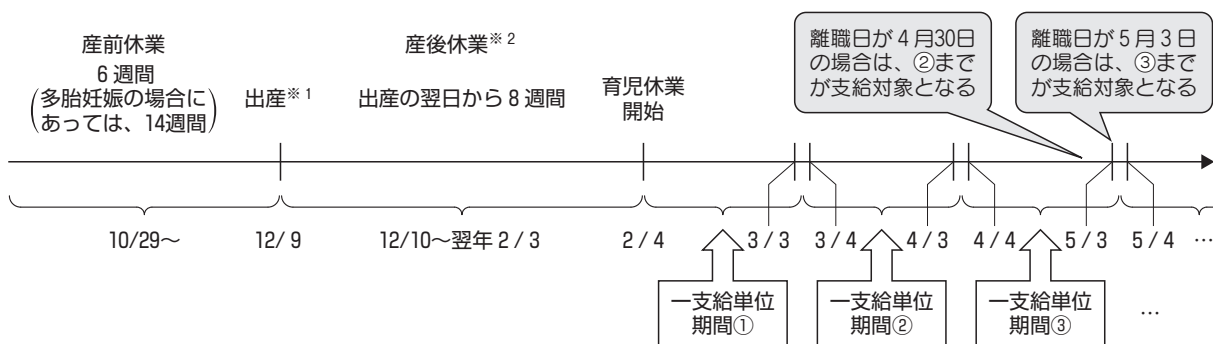 産前休業
6週間
(多胎妊娠の場合に
あっては、14週間)
出産※1
産後休業※2
出産の翌日から8週間
育児休業
開始
離職日が4月30日
の場合は、②まで
が支給対象となる
離職日が5月3日
の場合は、③まで
が支給対象となる
10/29~
12/9
12/10~翌年2/3
2/4
3/3
3/4
4/3
4/4
5/3
5/4
…
一支給単位
期間①
一支給単位
期間②
一支給単位
期間③
…